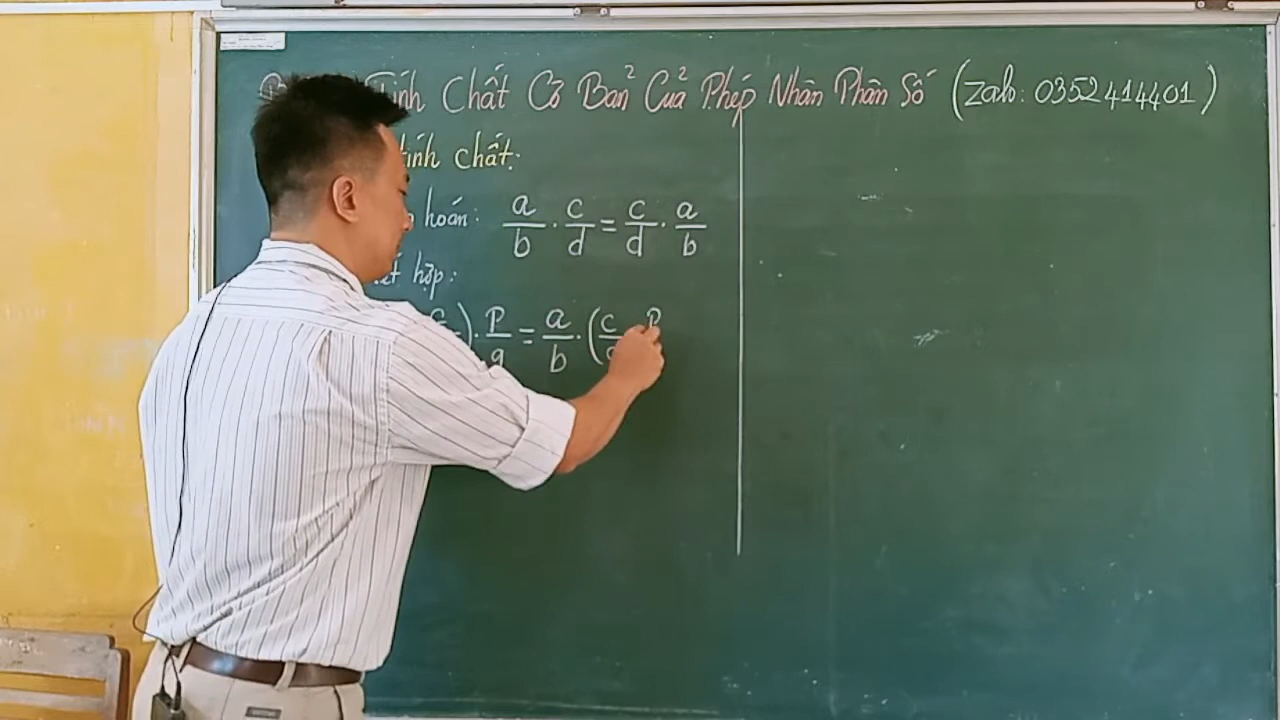 Tính Chất Cơ Bản Của Phép Nhân Phân Số (Zalo: 0352414401)
tính chất:
hoán: a/b · c/d = c/d · a/b
hợp:
c ) · p/q = a/b · (c p